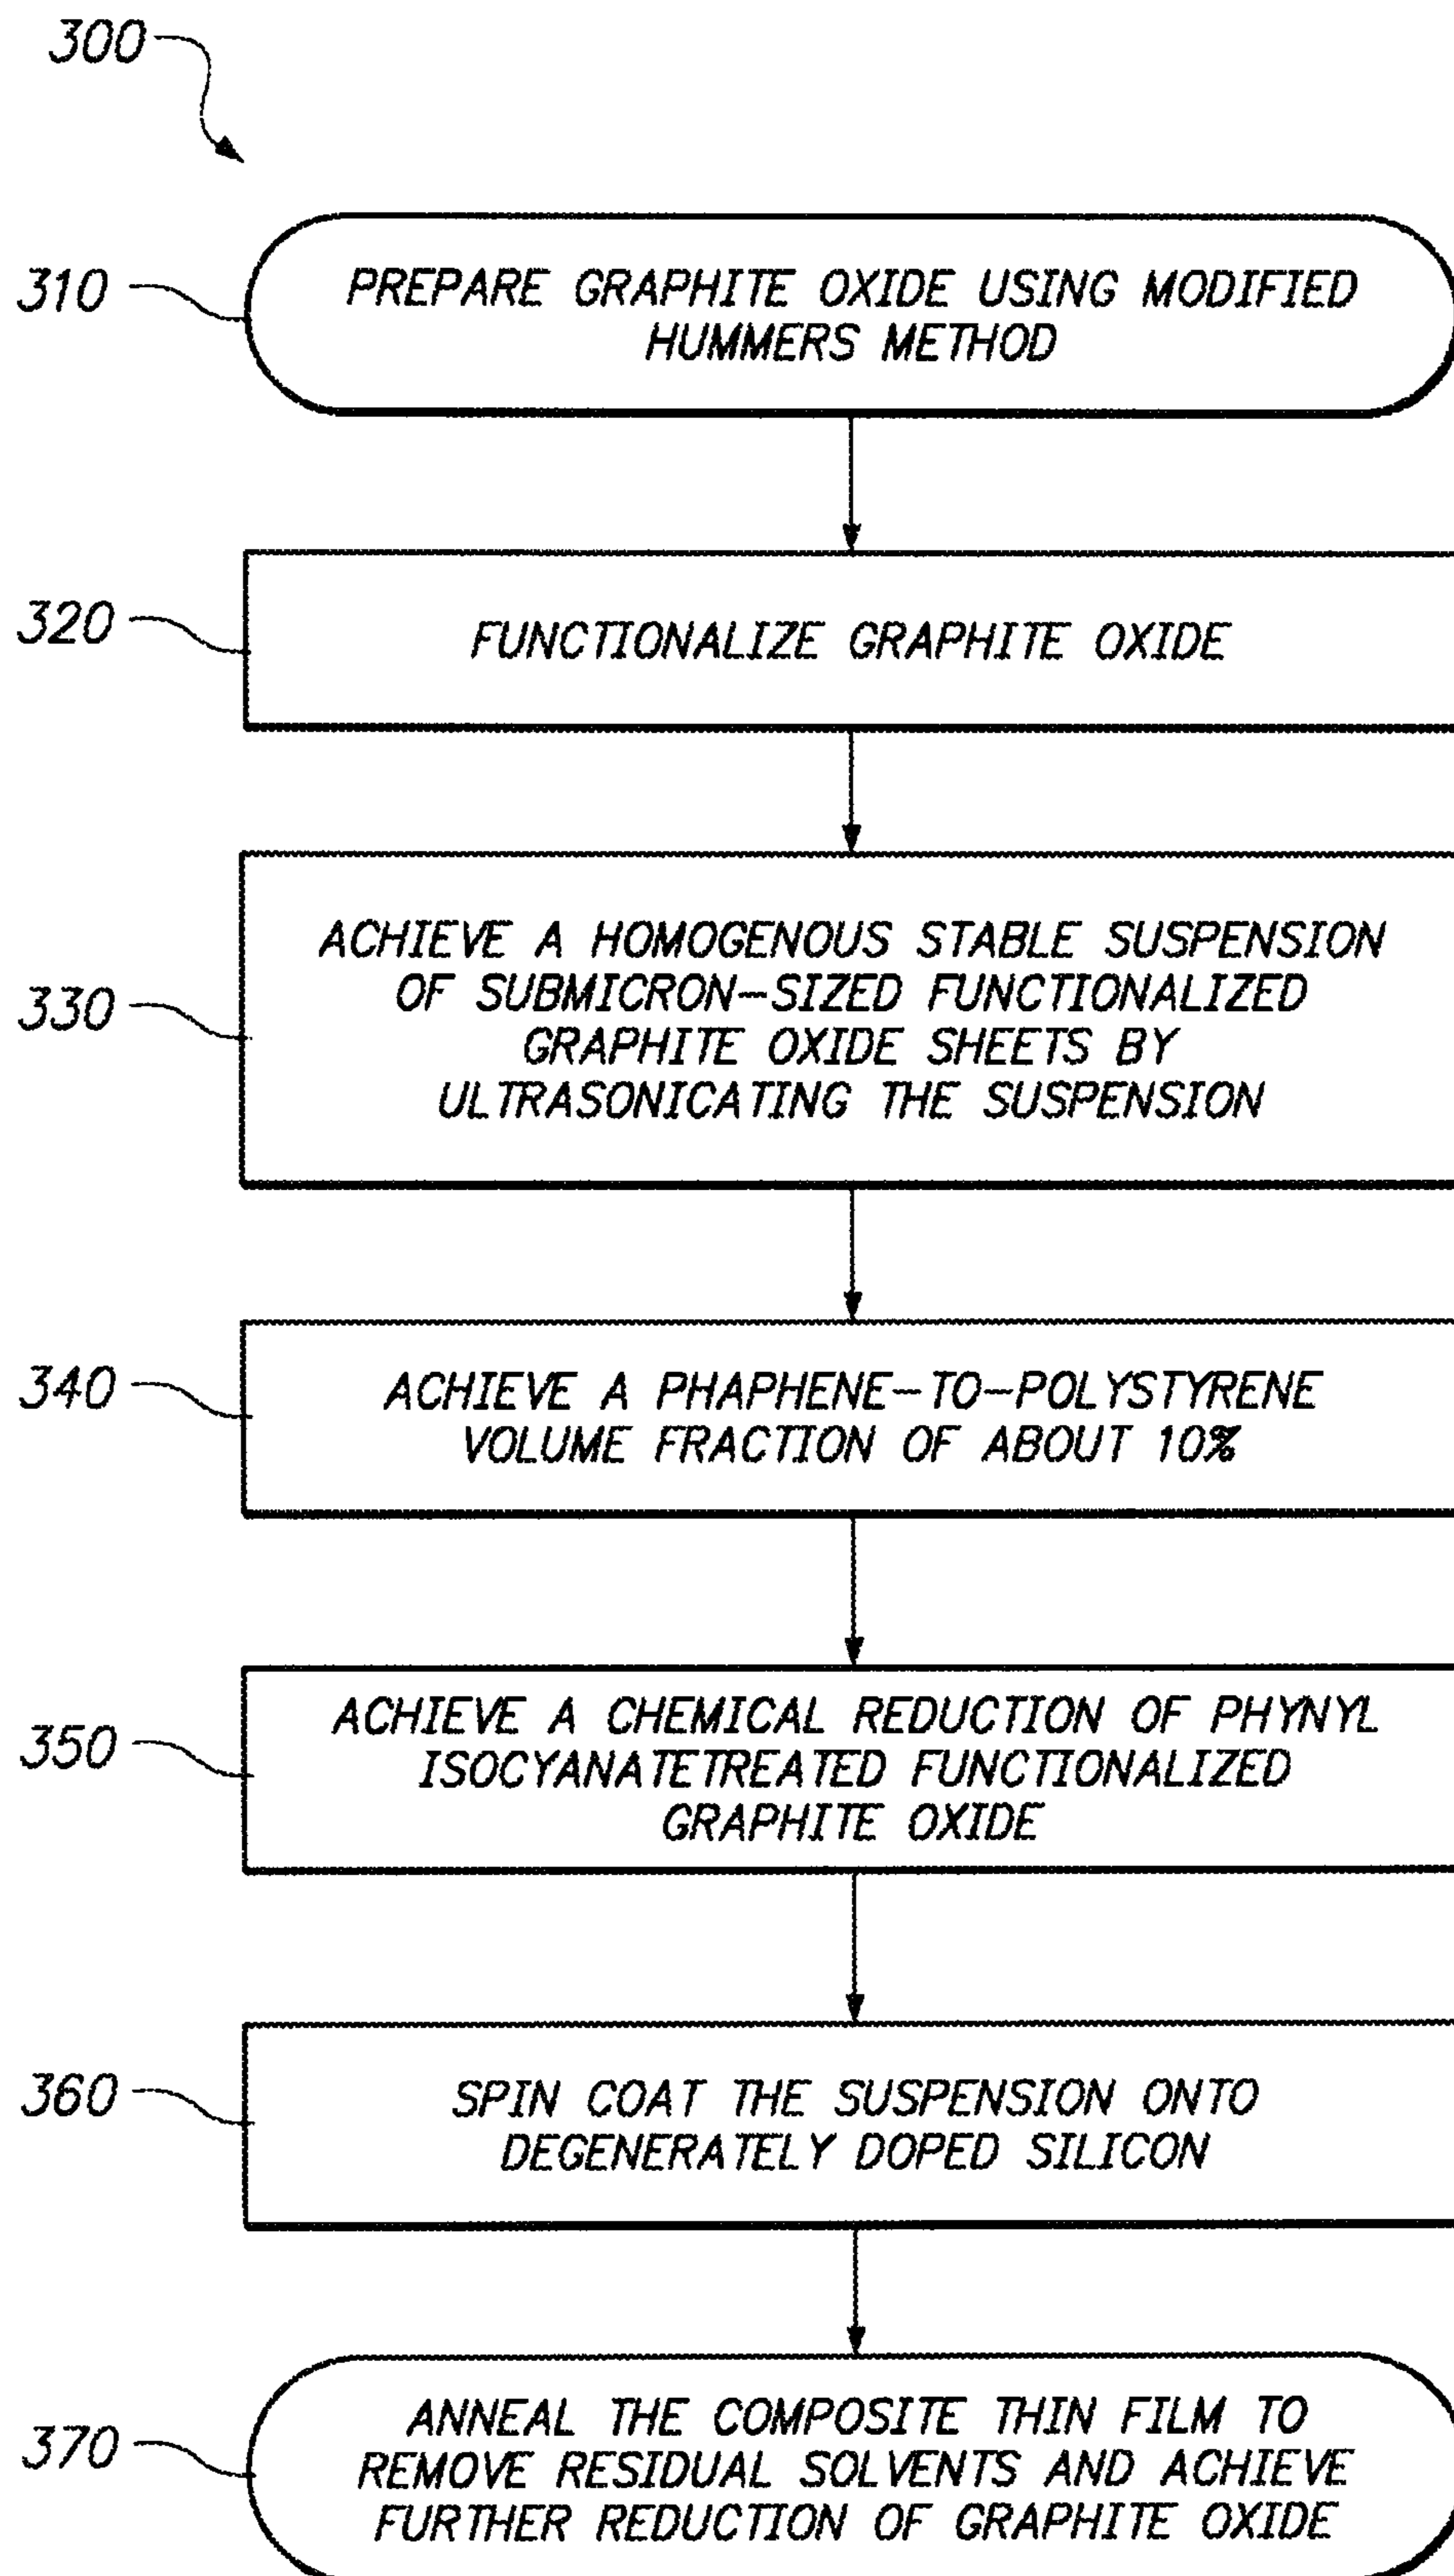 300
310
PREPARE GRAPHITE OXIDE USING MODIFIED
HUMMERS METHOD
320
FUNCTIONALIZE GRAPHITE OXIDE
330
ACHIEVE A HOMOGENOUS STABLE SUSPENSION
OF SUBMICRON-SIZED FUNCTIONALIZED
GRAPHITE OXIDE SHEETS BY
ULTRASONICATING THE SUSPENSION
340
ACHIEVE A PHAPHENE-TO-POLYSTYRENE
VOLUME FRACTION OF ABOUT 10%
350
ACHIEVE A CHEMICAL REDUCTION OF PHYNYL
ISOCYANATETREATED FUNCTIONALIZED
GRAPHITE OXIDE
360
SPIN COAT THE SUSPENSION ONTO
DEGENERATELY DOPED SILICON
370
ANNEAL THE COMPOSITE THIN FILM TO
REMOVE RESIDUAL SOLVENTS AND ACHIEVE
FURTHER REDUCTION OF GRAPHITE OXIDE